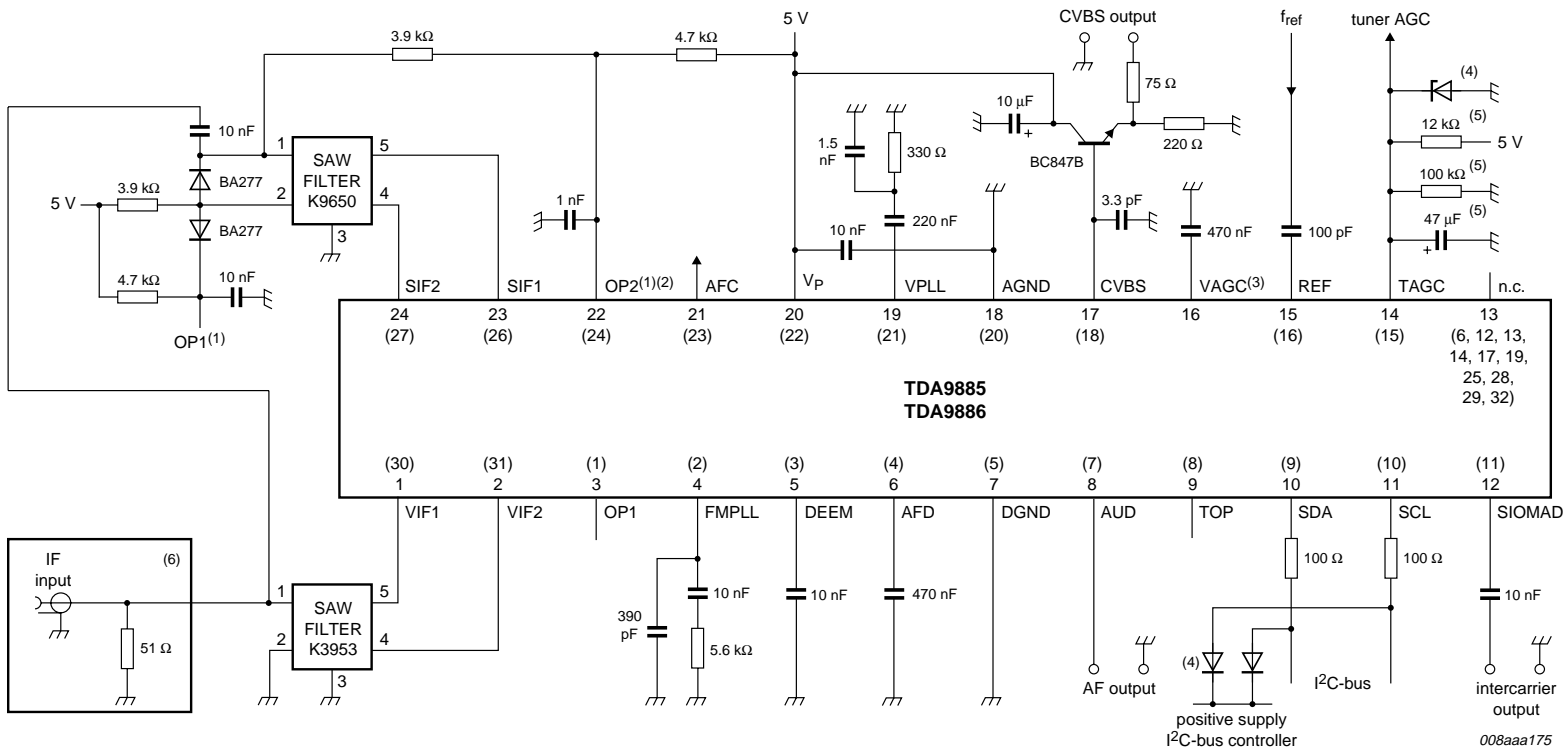 5 V
CVBS output
f<sub>ref</sub>
tuner AGC
3.9 kΩ
4.7 kΩ
(4)
75 Ω
10 μF
+
10 nF
12 kΩ
(5)
5 V
1
SAW
FILTER
K9650
5
1.5
nF
330 Ω
BC847B
220 Ω
BA277
100 kΩ
(5)
3.9 kΩ
5 V
2
4
1 nF
3.3 pF
47 μF
+
(5)
BA277
3
10 nF
220 nF
470 nF
100 pF
4.7 kΩ
10 nF
SIF2
SIF1
OP2(1)(2)
AFC
V<sub>P</sub>
VPLL
AGND
CVBS
VAGC(3)
REF
TAGC
n.c.
OP1(1)
24
23
22
21
20
19
18
17
16
15
14
13
(27)
(26)
(24)
(23)
(22)
(21)
(20)
(18)
(16)
(15)
(6, 12, 13,
14, 17, 19,
25, 28,
29, 32)
TDA9885
TDA9886
(30)
(31)
(1)
(2)
(3)
(4)
(5)
(7)
(8)
(9)
(10)
(11)
1
2
3
4
5
6
7
8
9
10
11
12
VIF1
VIF2
OP1
FMPLL
DEEM
AFD
DGND
AUD
TOP
SDA
SCL
SIOMAD
IF
input
(6)
51 Ω
1
SAW
FILTER
K3953
5
2
4
3
390
pF
10 nF
5.6 kΩ
10 nF
470 nF
100 Ω
100 Ω
10 nF
(4)
AF output
I²C-bus
positive supply
I²C-bus controller
intercarrier
output
008aaa175